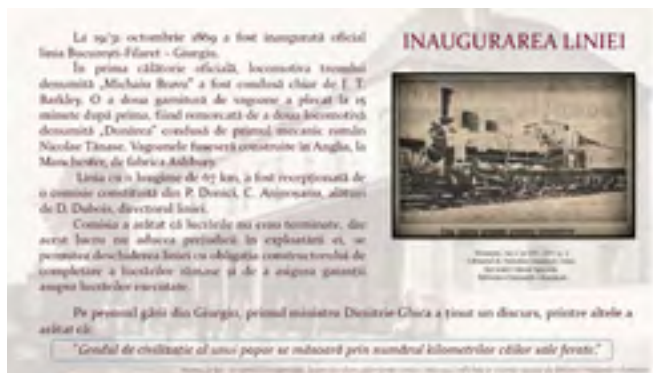 INAUGURAREA LINIEI
La 19/31 octombrie 1869 a fost inaugurată oficial
linia București-Filaret – Giurgiu.
În prima călătorie oficială, locomotiva trenului
denumită „Michaiu Bravu” a fost condusă chiar de J. T.
Barkley. O a doua garnitură de vagoane a plecat la 15
minute după prima, fiind remorcată de a doua locomotivă
denumită „Dunărea” condusă de primul mecanic român
Nicolae Tănase. Vagoanele fuseseră construite în Anglia, la
Manchester, de fabrica Ashbury.
Linia cu o lungime de 67 km, a fost recepționată de
o comisie constituită din P. Donici, C. Aninoșanu, alături
de D. Dubois, directorul liniei.
Comisia a arătat că lucrările nu erau terminate, dar
acest lucru nu aducea prejudicii în exploatării ei, se
permitea deschiderea liniei cu obligația constructorului de
completare a lucrărilor rămase și de a asigura garanții
asupra lucrărilor executate.
Pe peronul gării din Giurgiu, primul ministru Dimitrie Ghica a ținut un discurs, printre altele a
arătat că:
"Gradul de civilizație al unui popor se măsoară prin numărul kilometrilor căilor sale ferate."